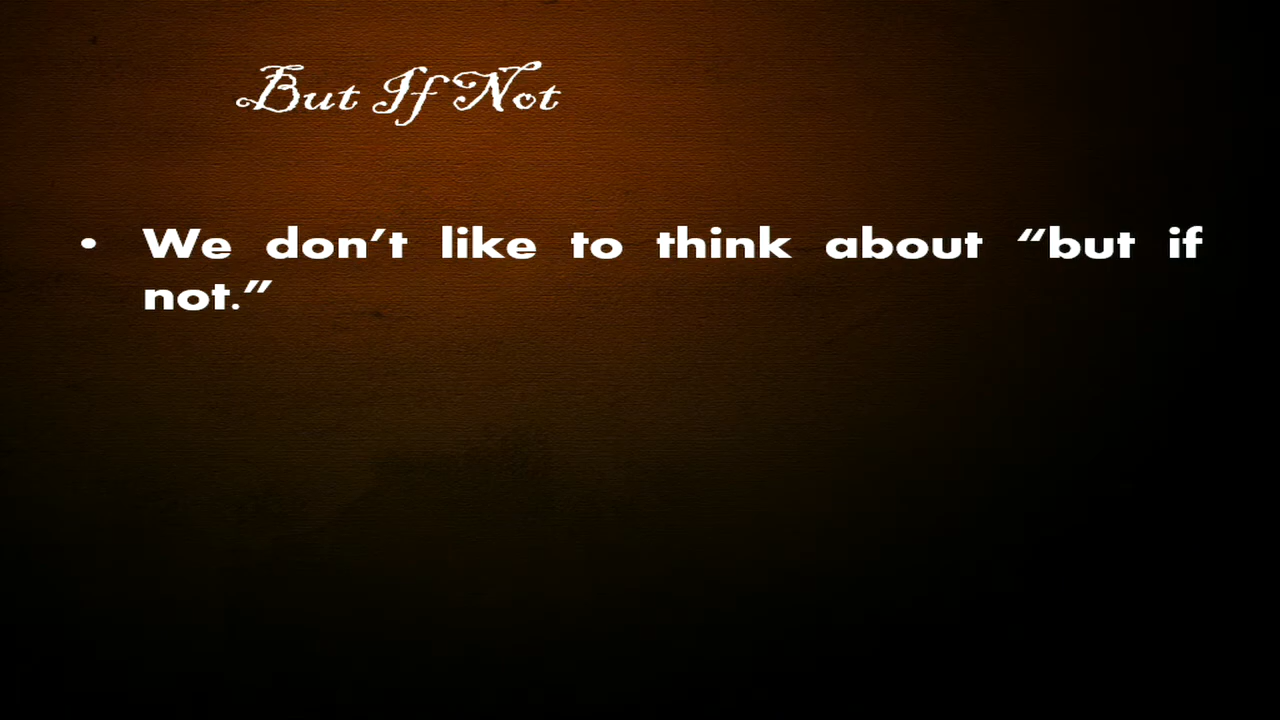 But If Not
• We don’t like to think about “but if
not.”